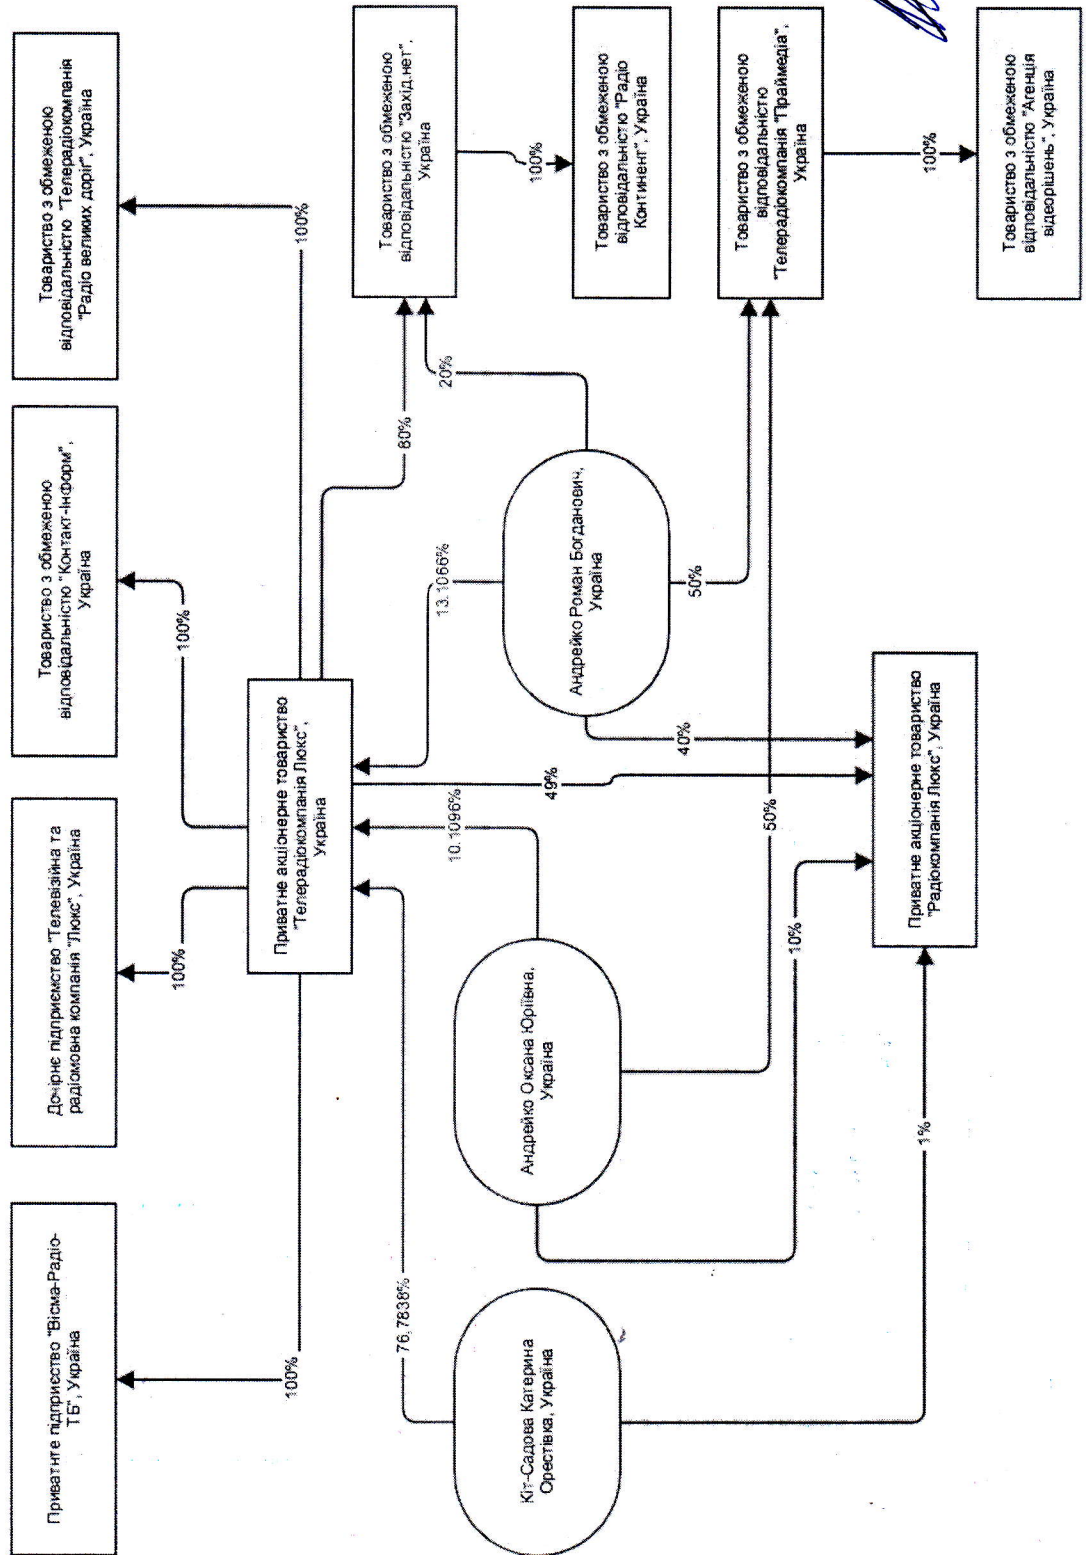 Приватнте підприєство "Вісма-Радіо-
ТБ", Україна
Дочірнє підприємство "Телевізійна та
радіомовна компанія "Люкс", Україна
Товариство з обмеженою
відповідальністю "Контакт-Інформ",
Україна
Товариство з обмеженою
відповідальністю "Телерадіокомпанія
"Радіо великих доріг", Україна
100%
100%
100%
100%
Приватне акціонерне товариство
"Телерадіокомпанія Люкс",
Україна
Товариство з обмеженою
відповідальністю "Захід.нет",
Україна
76,7838%
10.1096%
13.1066%
80%
20%
49%
100%
Кіт-Садова Катерина
Орестівка, Україна
Андрейко Оксана Юріївна,
Україна
Андрейко Роман Богданович,
Україна
Товариство з обмеженою
відповідальністю "Радіо
Континент", Україна
40%
50%
50%
10%
1%
Товариство з обмеженою
відповідальністю
"Телерадіокомпанія "Праймедіа",
Україна
Приватне акціонерне товариство
"Радіокомпанія Люкс", Україна
100%
Товариство з обмеженою
відповідальністю "Агенція
відеорішень", Україна